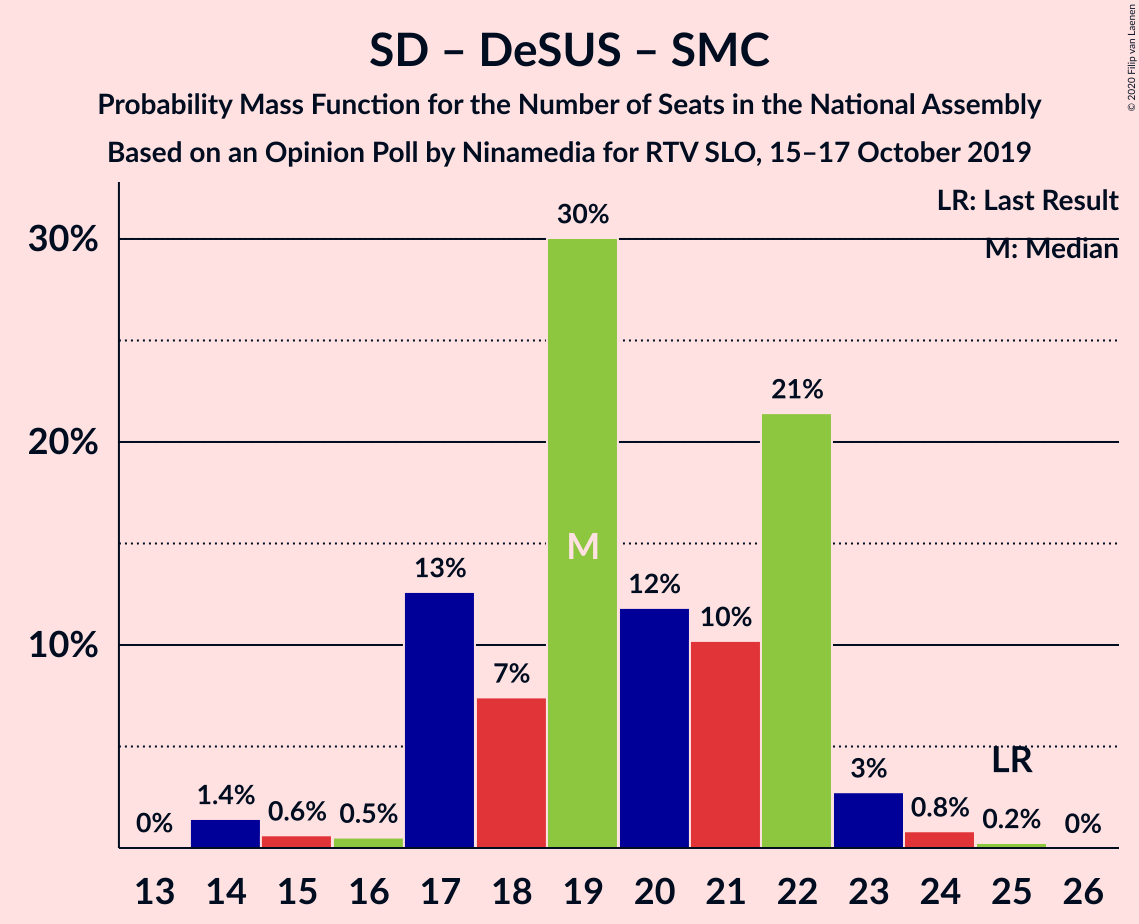 SD – DeSUS – SMC
Probability Mass Function for the Number of Seats in the National Assembly
Based on an Opinion Poll by Ninamedia for RTV SLO, 15–17 October 2019
© 2020 Filip van Laenen
LR: Last Result
M: Median
30%
20%
10%
0%
1.4%
0.6%
0.5%
13%
7%
30%
M
12%
10%
21%
3%
0.8%
LR
0.2%
0%
13 14 15 16 17 18 19 20 21 22 23 24 25 26